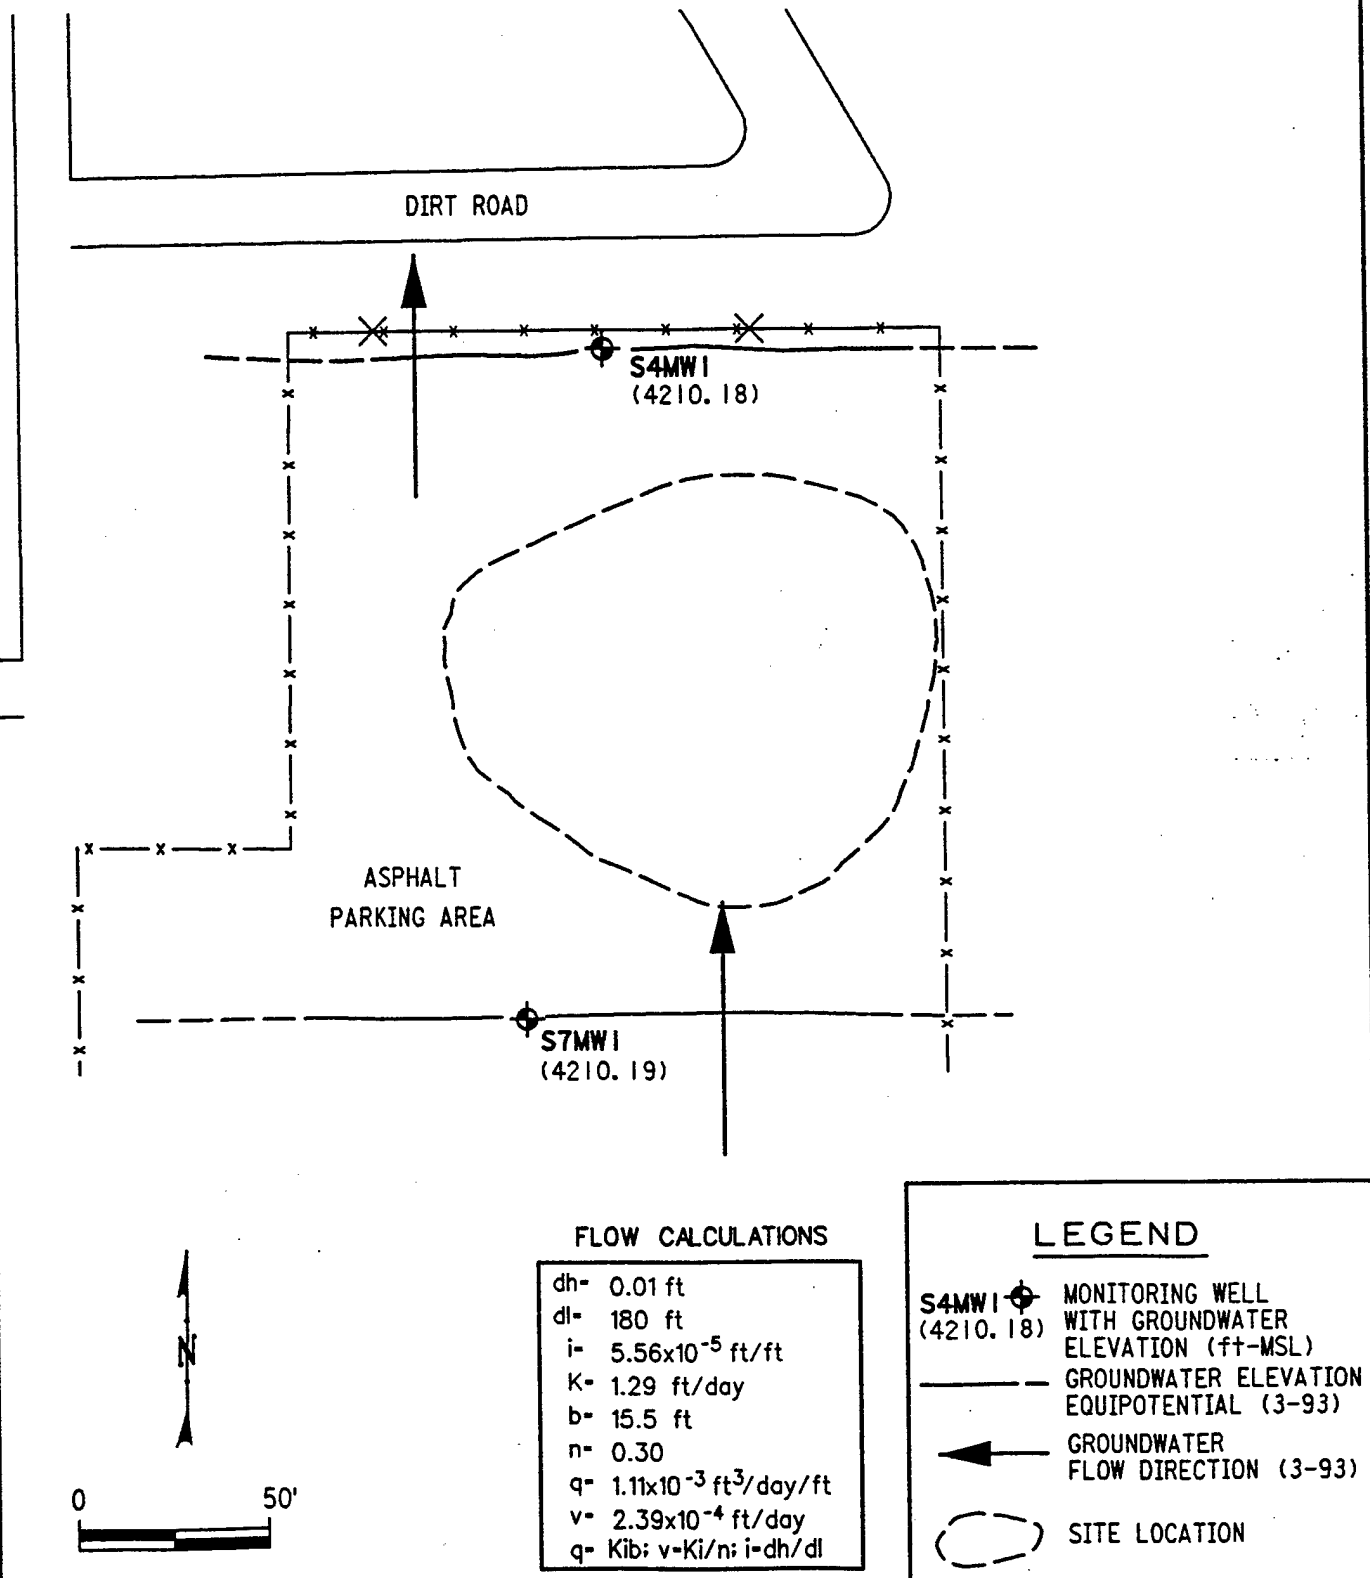 DIRT ROAD
S4MW1
(4210.18)
ASPHALT
PARKING AREA
S7MW1
(4210.19)
N
0 50'
FLOW CALCULATIONS
dh= 0.01 ft
dl= 180 ft
i= 5.56x10⁻⁵ ft/ft
K= 1.29 ft/day
b= 15.5 ft
n= 0.30
q= 1.11x10⁻³ ft³/day/ft
v= 2.39x10⁻⁴ ft/day
q= Kib; v=Ki/n; i=dh/dl
LEGEND
S4MW1
(4210.18)
MONITORING WELL
WITH GROUNDWATER
ELEVATION (ft-MSL)
GROUNDWATER ELEVATION
EQUIPOTENTIAL (3-93)
GROUNDWATER
FLOW DIRECTION (3-93)
SITE LOCATION